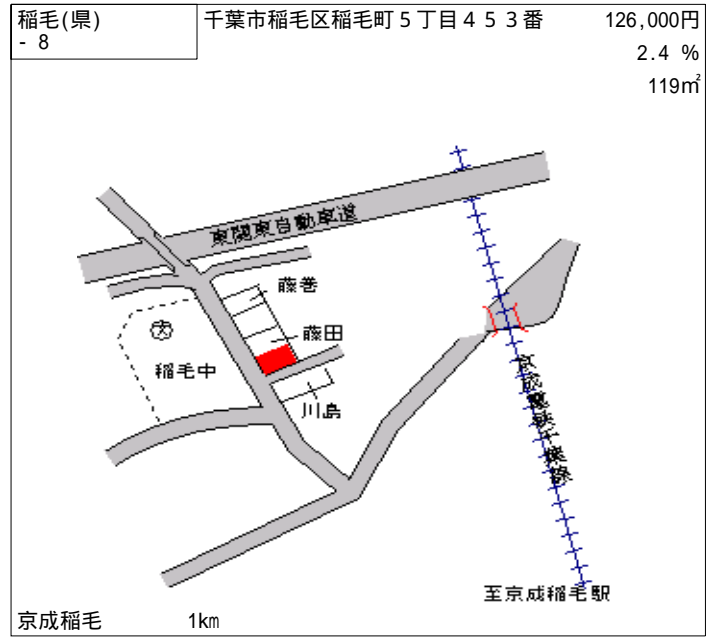 稲毛(県)
- 8
千葉市稲毛区稲毛町５丁目４５３番
126,000円
2.4 %
119㎡
東関東自動車道
藤巻
藤田
文
稲毛中
川島
京成電鉄千葉線
至京成稲毛駅
京成稲毛
1km